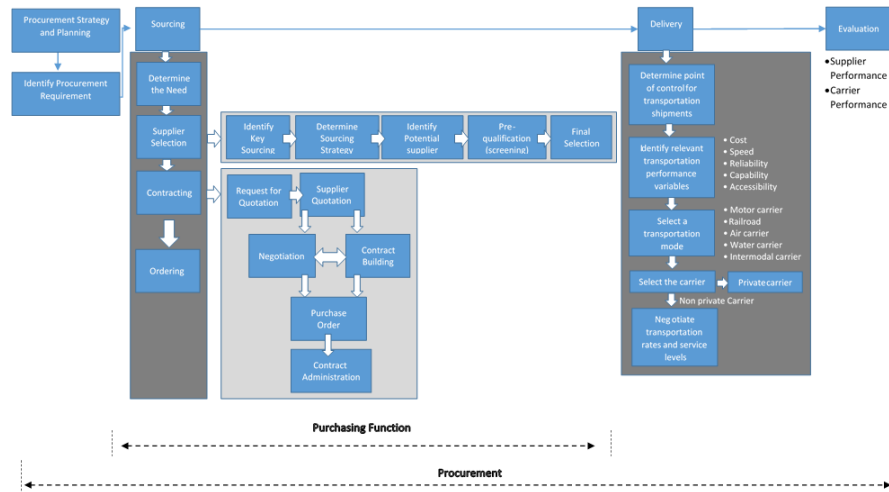 Procurement Strategy
and Planning
Identify Procurement
Requirement
Sourcing
Determine
the Need
Supplier
Selection
Contracting
Ordering
Identify
Key Sourcing
Determine
Sourcing
Strategy
Identify
Potential
supplier
Pre-
qualification
(screening)
Final
Selection
Request for
Quotation
Supplier
Quotation
Negotiation
Contract
Building
Purchase
Order
Contract
Administration
Delivery
Determine point
of control for
transportation
shipments
Identify relevant
transportation
performance
variables
• Cost
• Speed
• Reliability
• Capability
• Accessibility
Select a
transportation
mode
• Motor carrier
• Railroad
• Air carrier
• Water carrier
• Intermodal carrier
Select the carrier
Private carrier
Non private Carrier
Negotiate
transportation
rates and service
levels
Evaluation
•Supplier
Performance
•Carrier
Performance
Purchasing Function
Procurement